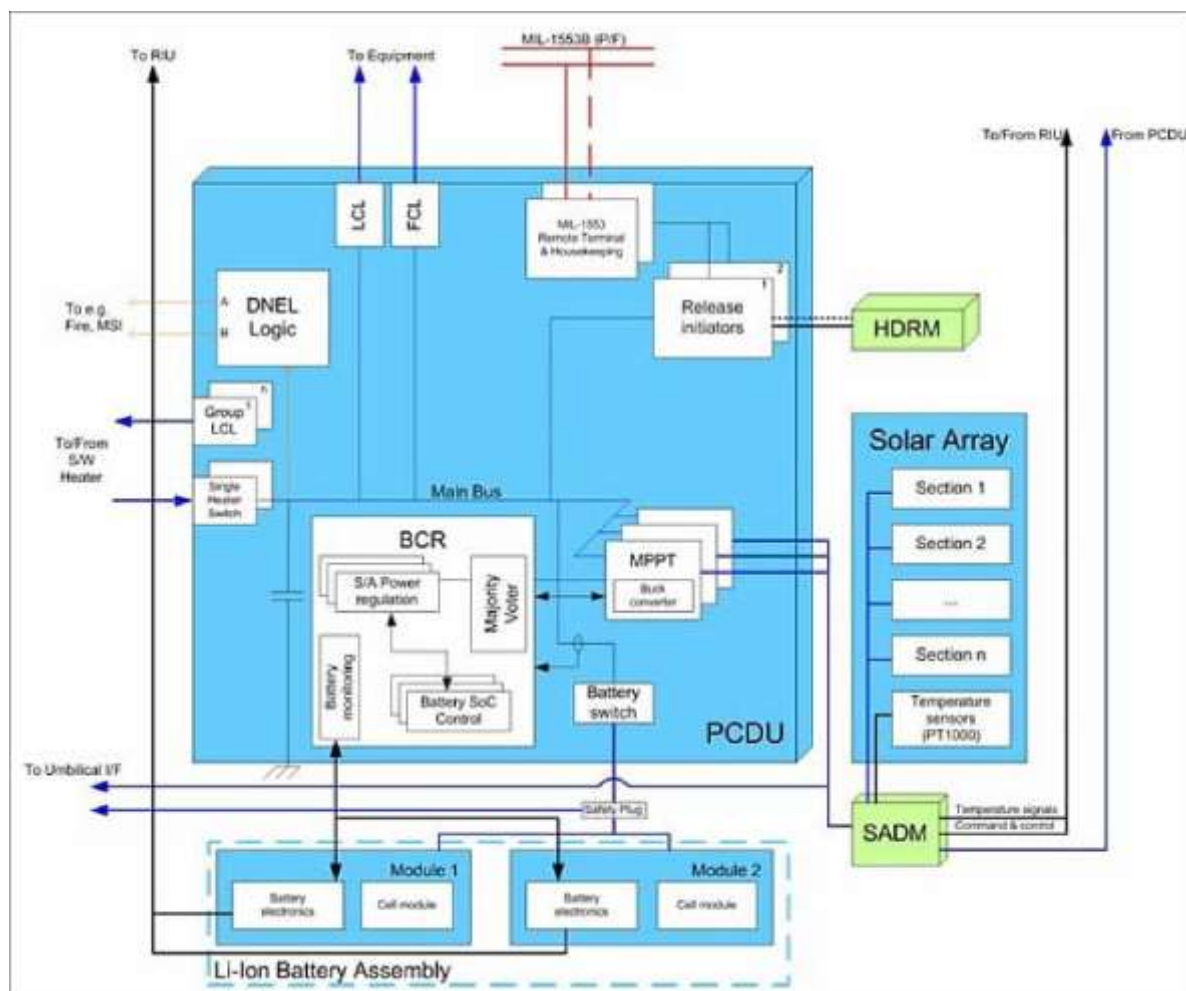 MIL-1553B (P/F)
To RIU
To Equipment
To/From RIU
From PCDU
LCL
FCL
MIL-1553
Remote Terminal
& Housekeeping
2
1
Release
initiators
HDRM
A
B
DNEL
Logic
To e.g.
Fire, MSI
n
1
Group
LCL
To/From
S/W
Heater
Single
Heater
Switch
Main Bus
Solar Array
Section 1
Section 2
...
Section n
Temperature
sensors
(PT1000)
BCR
S/A Power
regulation
Majority
Voter
MPPT
Buck
converter
Battery
monitoring
Battery SoC
Control
Battery
switch
PCDU
To Umbilical I/F
Safety Plug
SADM
Temperature signals
Command & control
Module 1
Battery
electronics
Cell module
Module 2
Battery
electronics
Cell module
Li-Ion Battery Assembly